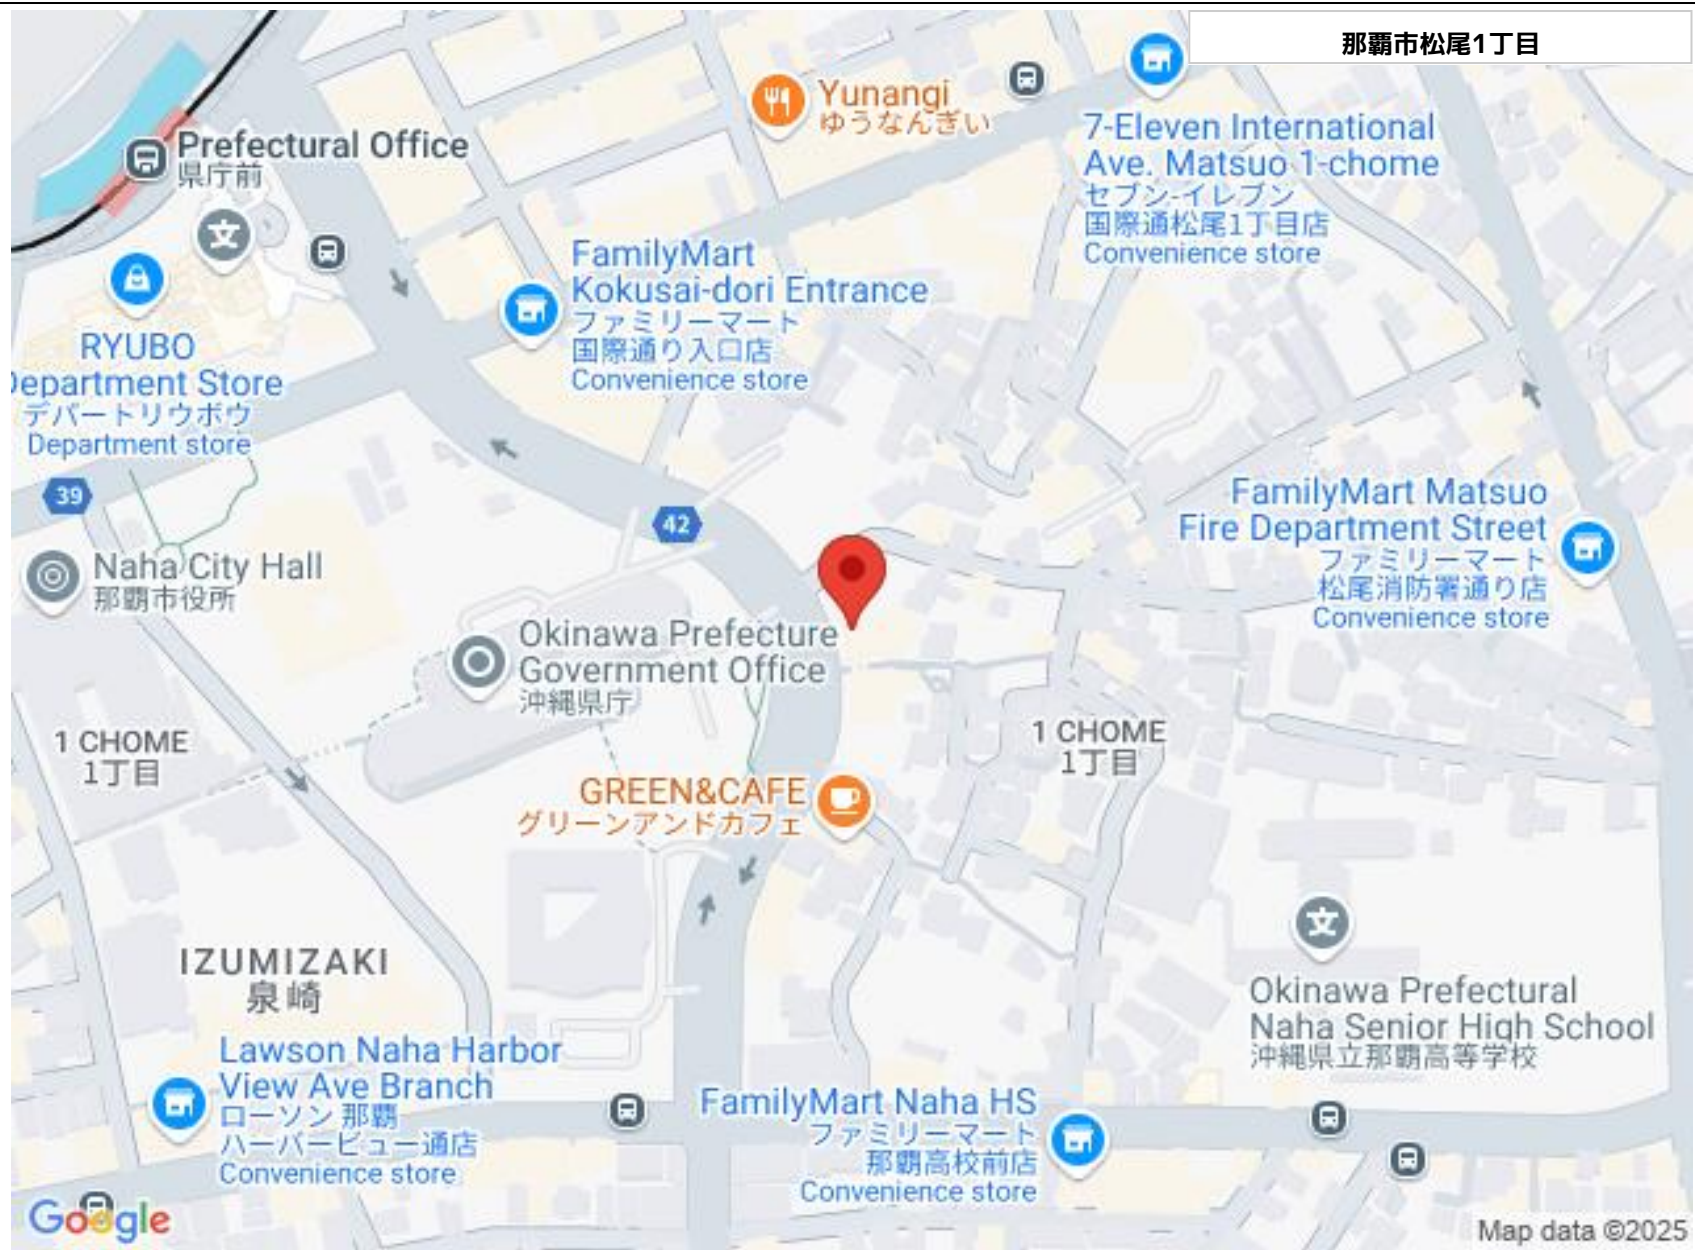 那覇市松尾1丁目
Yunangi
ゆうなんぎい
7-Eleven International
Ave. Matsuo 1-chome
セブン-イレブン
国際通松尾1丁目店
Convenience store
Prefectural Office
県庁前
FamilyMart
Kokusai-dori Entrance
ファミリーマート
国際通り入口店
Convenience store
RYUBO
Department Store
デパートリウボウ
Department store
39
42
FamilyMart Matsuo
Fire Department Street
ファミリーマート
松尾消防署通り店
Convenience store
Naha City Hall
那覇市役所
Okinawa Prefecture
Government Office
沖縄県庁
1 CHOME
1丁目
1 CHOME
1丁目
GREEN&CAFE
グリーンアンドカフェ
文
文
IZUMIZAKI
泉崎
Okinawa Prefectural
Naha Senior High School
沖縄県立那覇高等学校
Lawson Naha Harbor
View Ave Branch
ローソン 那覇
ハーバービュー通店
Convenience store
FamilyMart Naha HS
ファミリーマート
那覇高校前店
Convenience store
Google
Map data ©2025